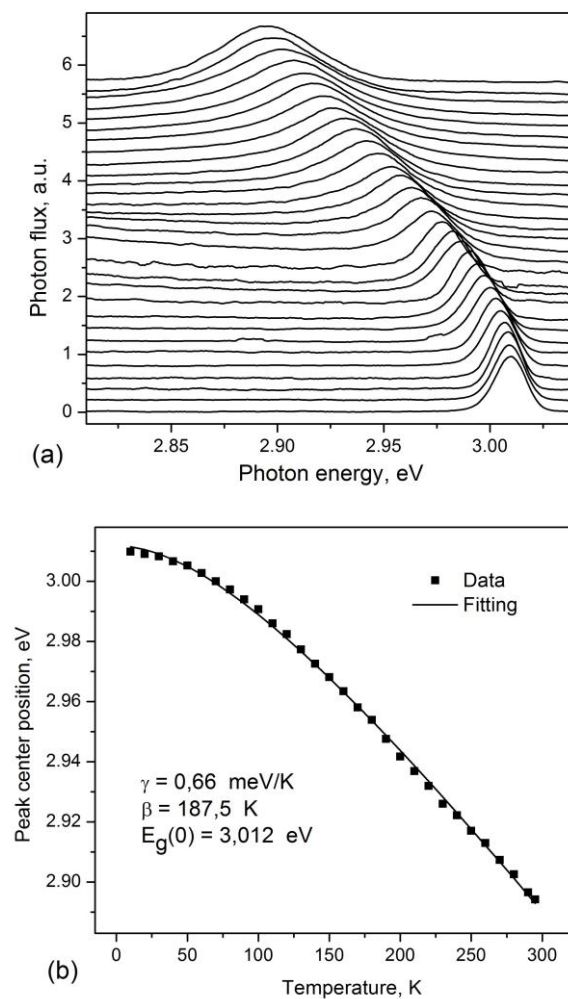 6
5
4
3
2
1
0
Photon flux, a.u.
2.85 2.90 2.95 3.00
(a)
Photon energy, eV
3.00
2.98
2.96
2.94
2.92
2.90
Peak center position, eV
Data
Fitting
γ = 0,66 meV/K
β = 187,5 K
Eg(0) = 3,012 eV
0 50 100 150 200 250 300
(b)
Temperature, K